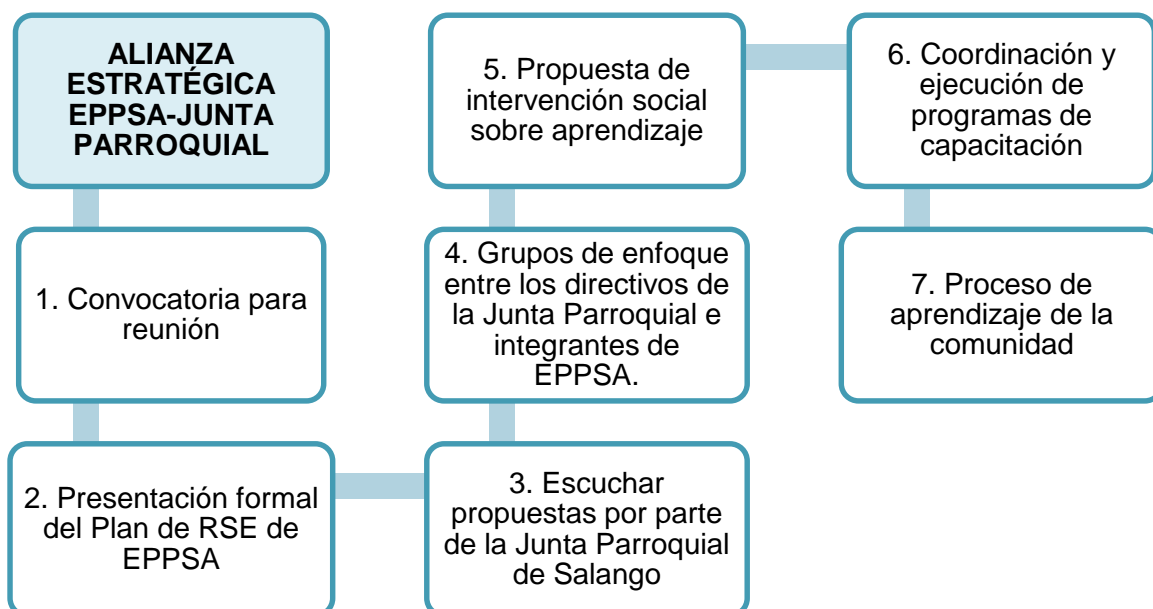 ALIANZA
ESTRATÉGICA
EPPSA-JUNTA
PARROQUIAL
1. Convocatoria para
reunión
2. Presentación formal
del Plan de RSE de
EPPSA
3. Escuchar
propuestas por parte
de la Junta Parroquial
de Salango
4. Grupos de enfoque
entre los directivos de
la Junta Parroquial e
integrantes de
EPPSA.
5. Propuesta de
intervención social
sobre aprendizaje
6. Coordinación y
ejecución de
programas de
capacitación
7. Proceso de
aprendizaje de la
comunidad